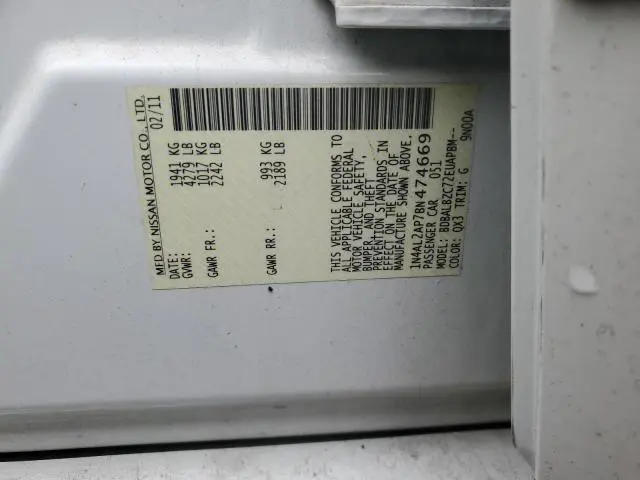 MFD BY NISSAN MOTOR CO., LTD.
DATE: 02/11
GVWR: 1941 KG
4279 LB
GAWR FR.: 1017 KG
2242 LB
GAWR RR.: 993 KG
2189 LB
THIS VEHICLE CONFORMS TO
ALL APPLICABLE FEDERAL
MOTOR VEHICLE SAFETY,
BUMPER, AND THEFT
PREVENTION STANDARDS IN
EFFECT ON THE DATE OF
MANUFACTURE SHOWN ABOVE.
1N4AL2AP7BN474669
PASSENGER CAR 031
MODEL: BDBALBZC72EUAPBM--
COLOR: QX3 TRIM: G 9N00A